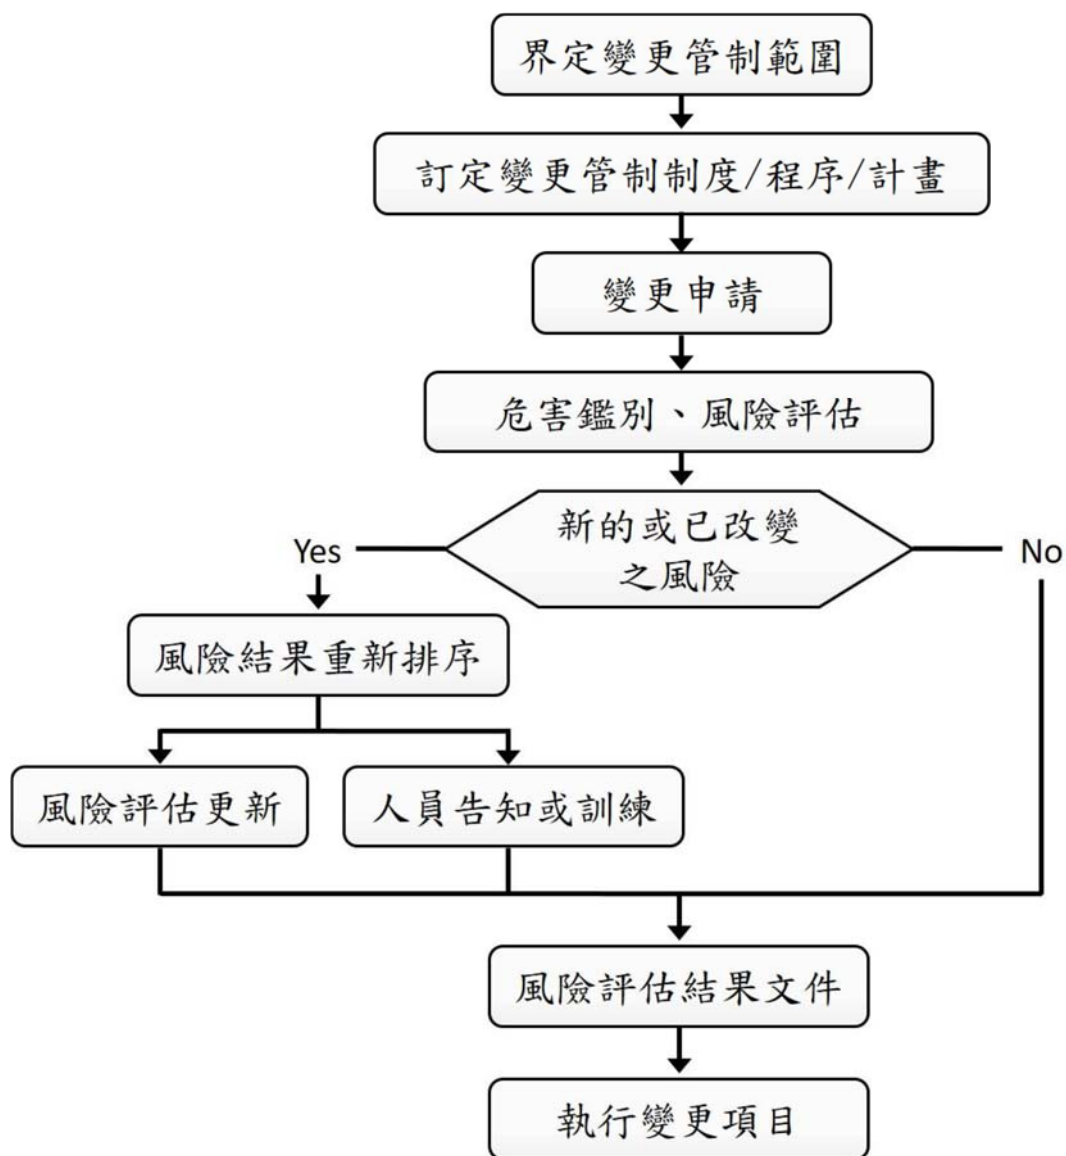 界定變更管制範圍
訂定變更管制制度/程序/計畫
變更申請
危害鑑別、風險評估
新的或已改變
之風險
Yes
No
風險結果重新排序
風險評估更新
人員告知或訓練
風險評估結果文件
執行變更項目